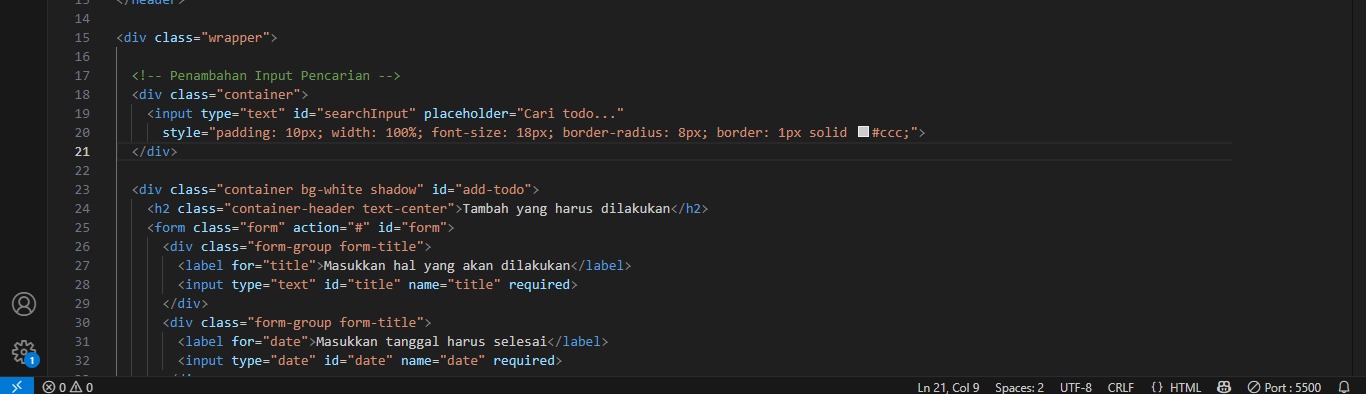 13 </header>
14
15 <div class="wrapper">
16
17 <!-- Penambahan Input Pencarian -->
18 <div class="container">
19 <input type="text" id="searchInput" placeholder="Cari todo..."
20 style="padding: 10px; width: 100%; font-size: 18px; border-radius: 8px; border: 1px solid #ccc;">
21 </div>
22
23 <div class="container bg-white shadow" id="add-todo">
24 <h2 class="container-header text-center">Tambah yang harus dilakukan</h2>
25 <form class="form" action="#" id="form">
26 <div class="form-group form-title">
27 <label for="title">Masukkan hal yang akan dilakukan</label>
28 <input type="text" id="title" name="title" required>
29 </div>
30 <div class="form-group form-title">
31 <label for="date">Masukkan tanggal harus selesai</label>
32 <input type="date" id="date" name="date" required>
1
0 0 Ln 21, Col 9 Spaces: 2 UTF-8 CRLF {} HTML Port : 5500